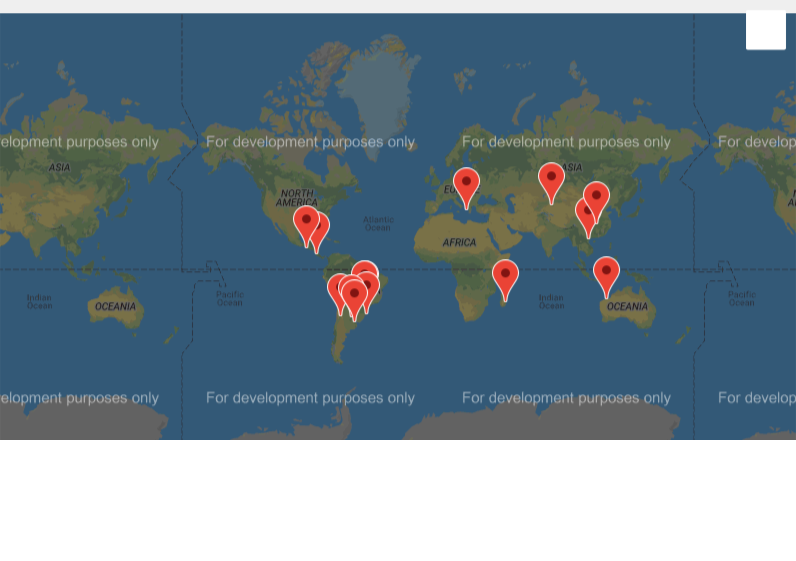 ASIA
NORTH
AMERICA
Atlantic
Ocean
AFRICA
ASIA
Indian
Ocean
OCEANIA
Pacific
Ocean
Indian
Ocean
OCEANIA
Pacific
Ocean
elopment purposes only
For development purposes only
For development purposes only
For develop
elopment purposes only
For development purposes only
For development purposes only
For develop